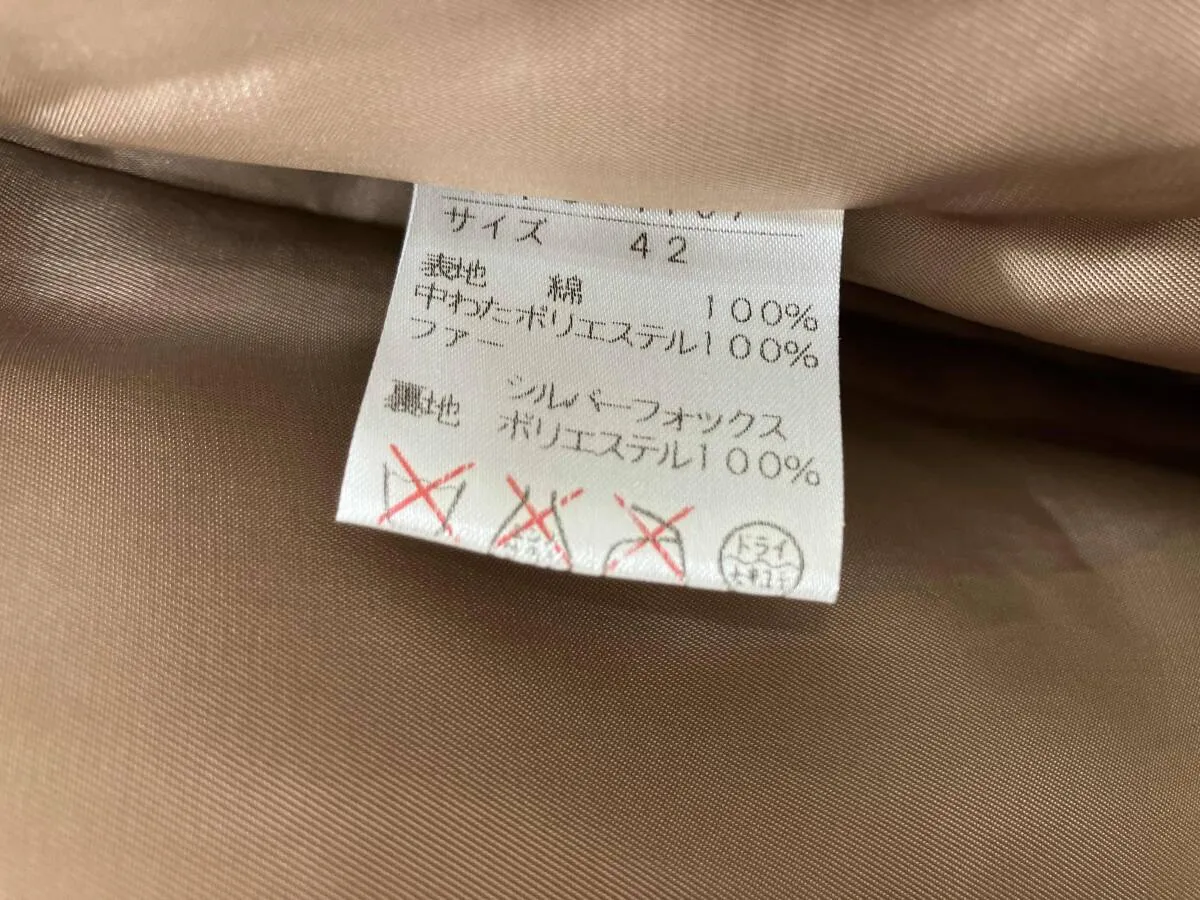 サイズ 42
表地 綿 100%
中わたポリエステル100%
ファー
シルバーフォックス
裏地 ポリエステル100%
ドライ